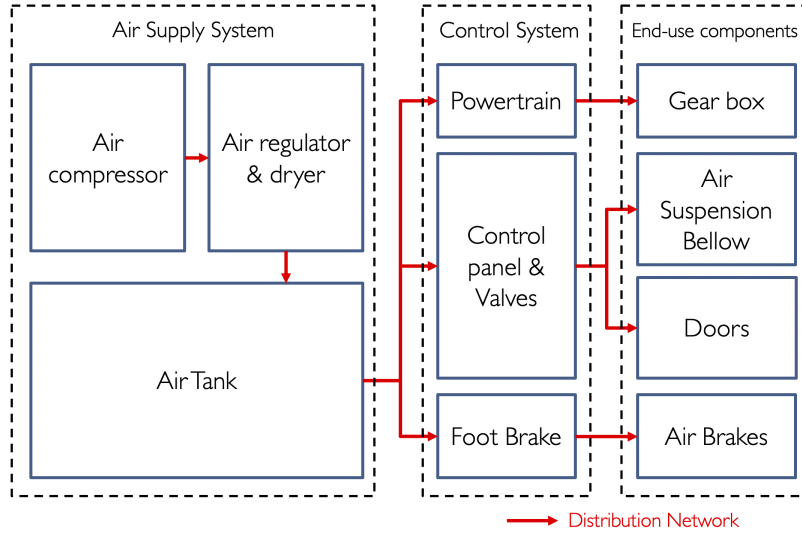 Air Supply System
Control System
End-use components
Air
compressor
Air regulator
& dryer
Powertrain
Gear box
Air
Suspension
Bellow
Control
panel &
Valves
Doors
Air Tank
Foot Brake
Air Brakes
Distribution Network